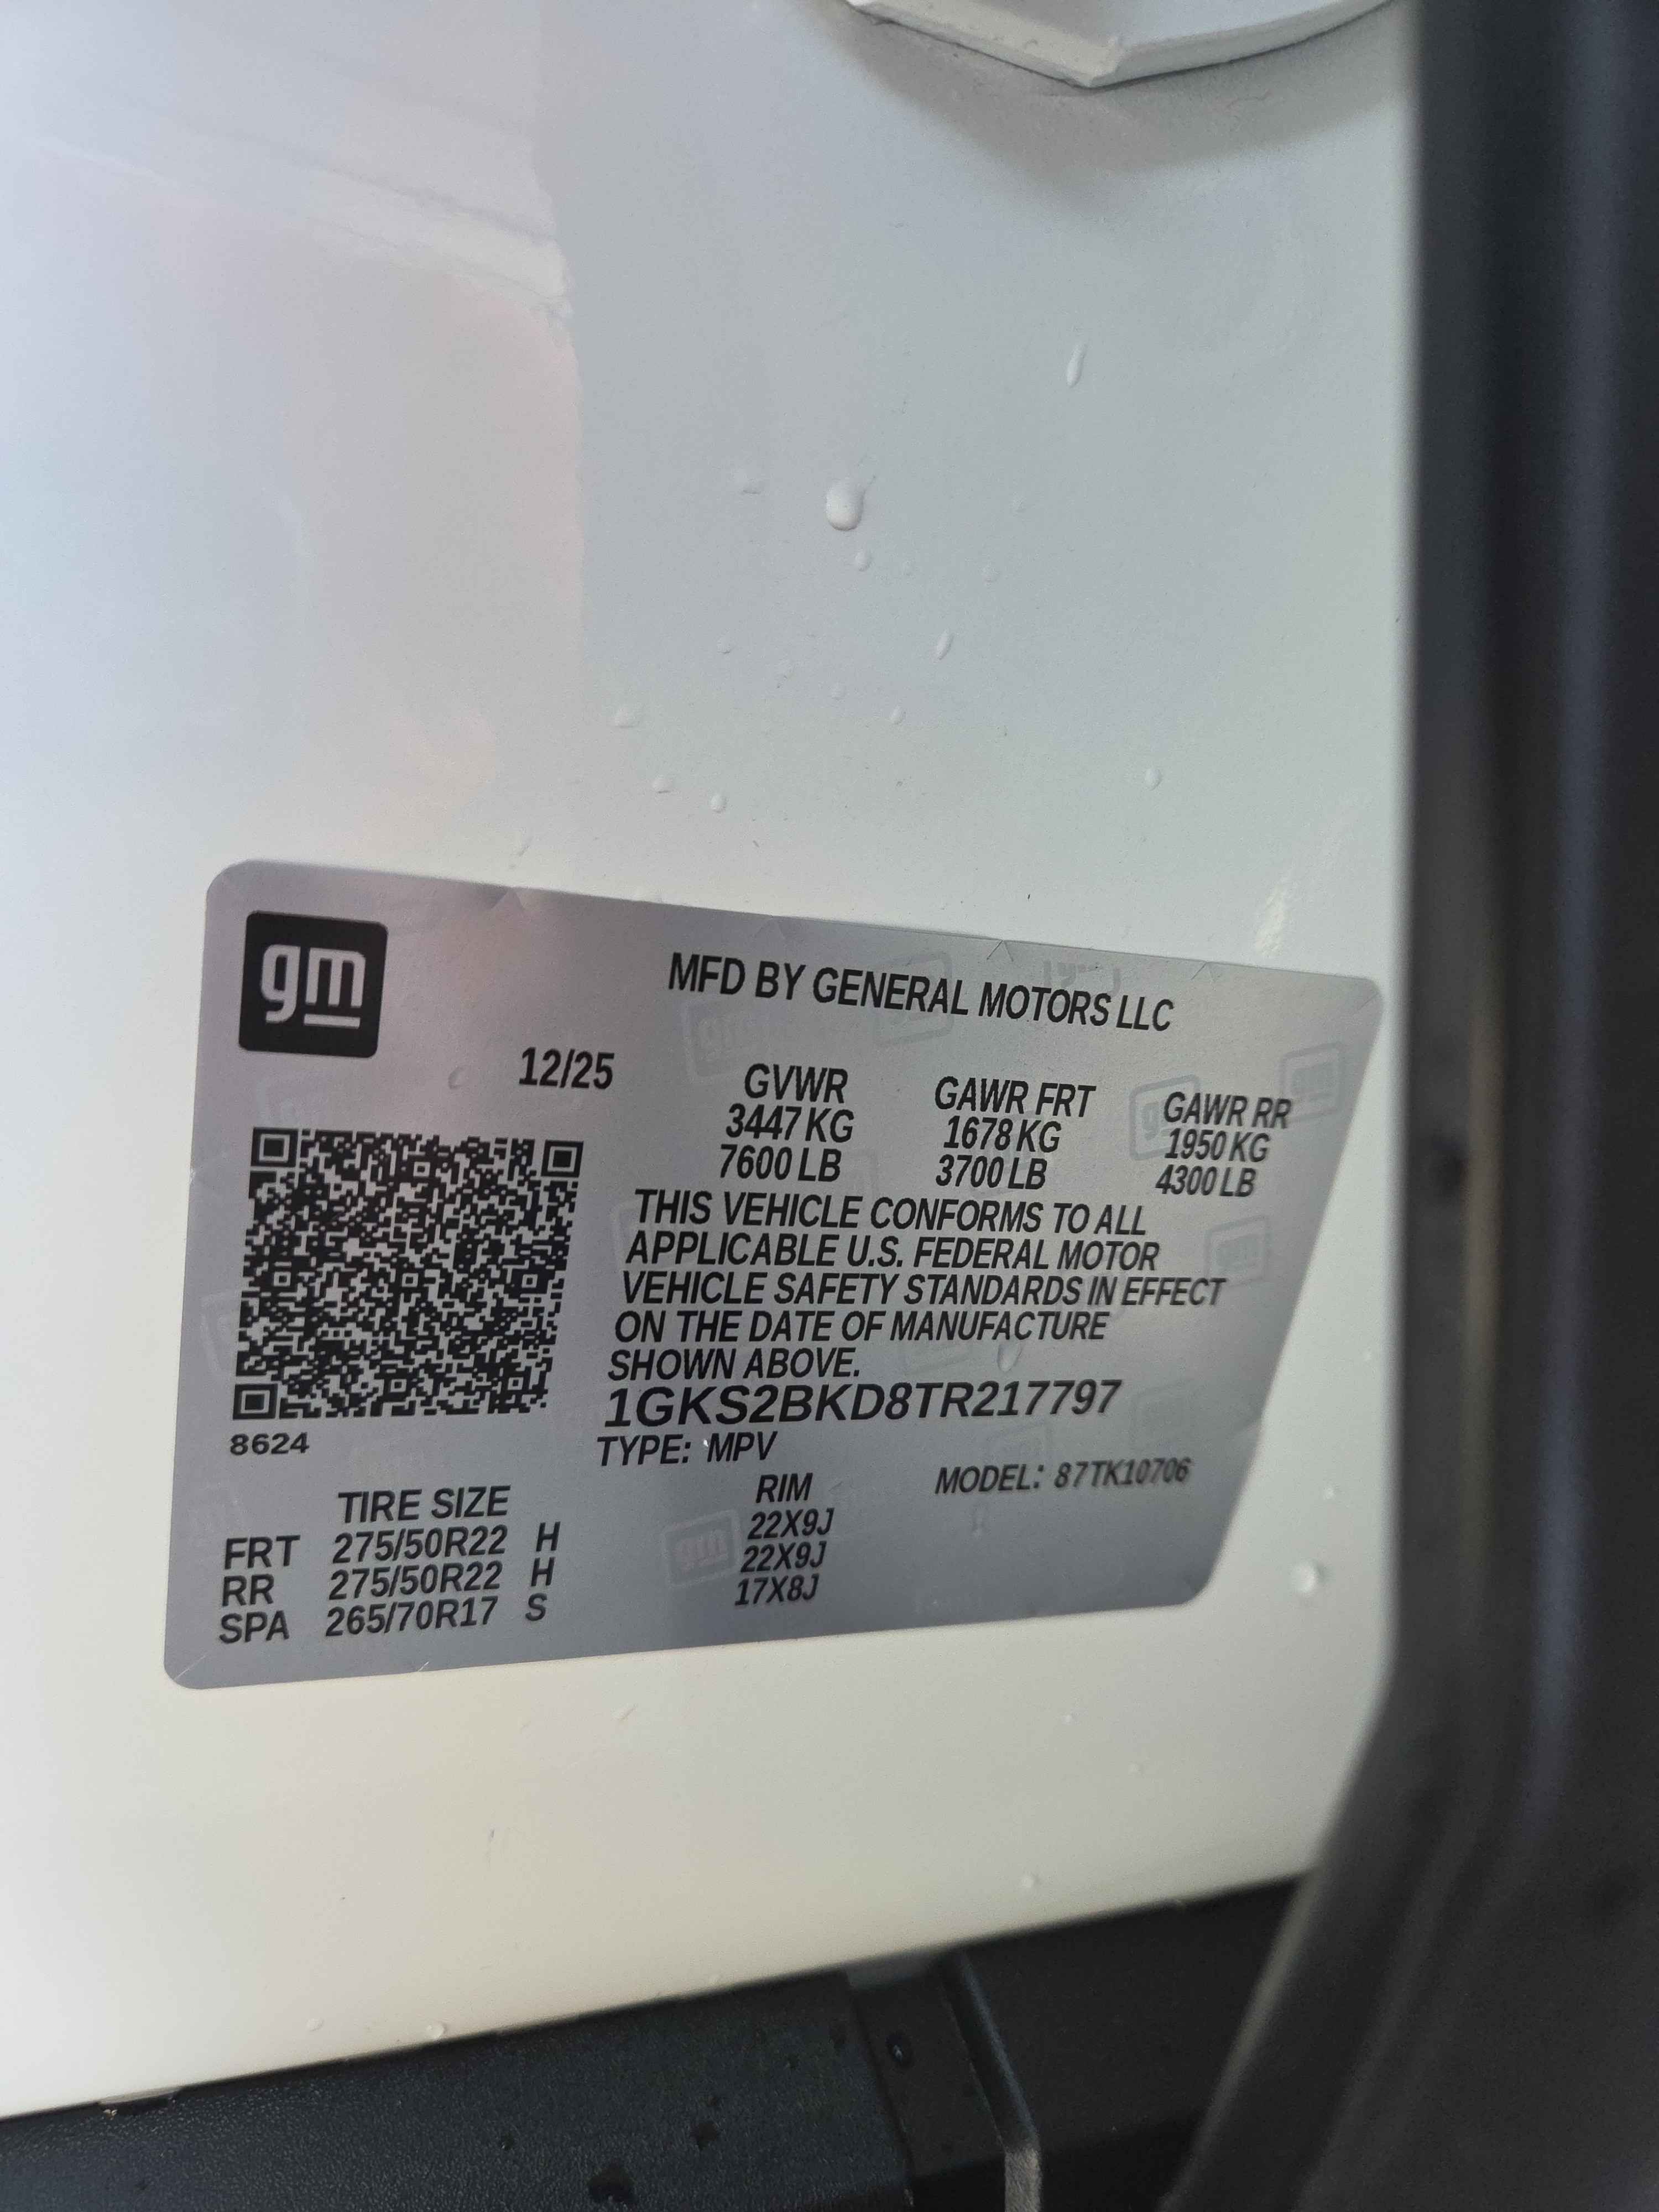 gm
MFD BY GENERAL MOTORS LLC
12/25
GVWR GAWR FRT GAWR RR
3447 KG 1678 KG 1950 KG
7600 LB 3700 LB 4300 LB
THIS VEHICLE CONFORMS TO ALL
APPLICABLE U.S. FEDERAL MOTOR
VEHICLE SAFETY STANDARDS IN EFFECT
ON THE DATE OF MANUFACTURE
SHOWN ABOVE.
1GKS2BKD8TR217797
8624
TYPE: MPV
MODEL: 87TK10706
TIRE SIZE RIM
FRT 275/50R22 H 22X9J
RR 275/50R22 H 22X9J
SPA 265/70R17 S 17X8J